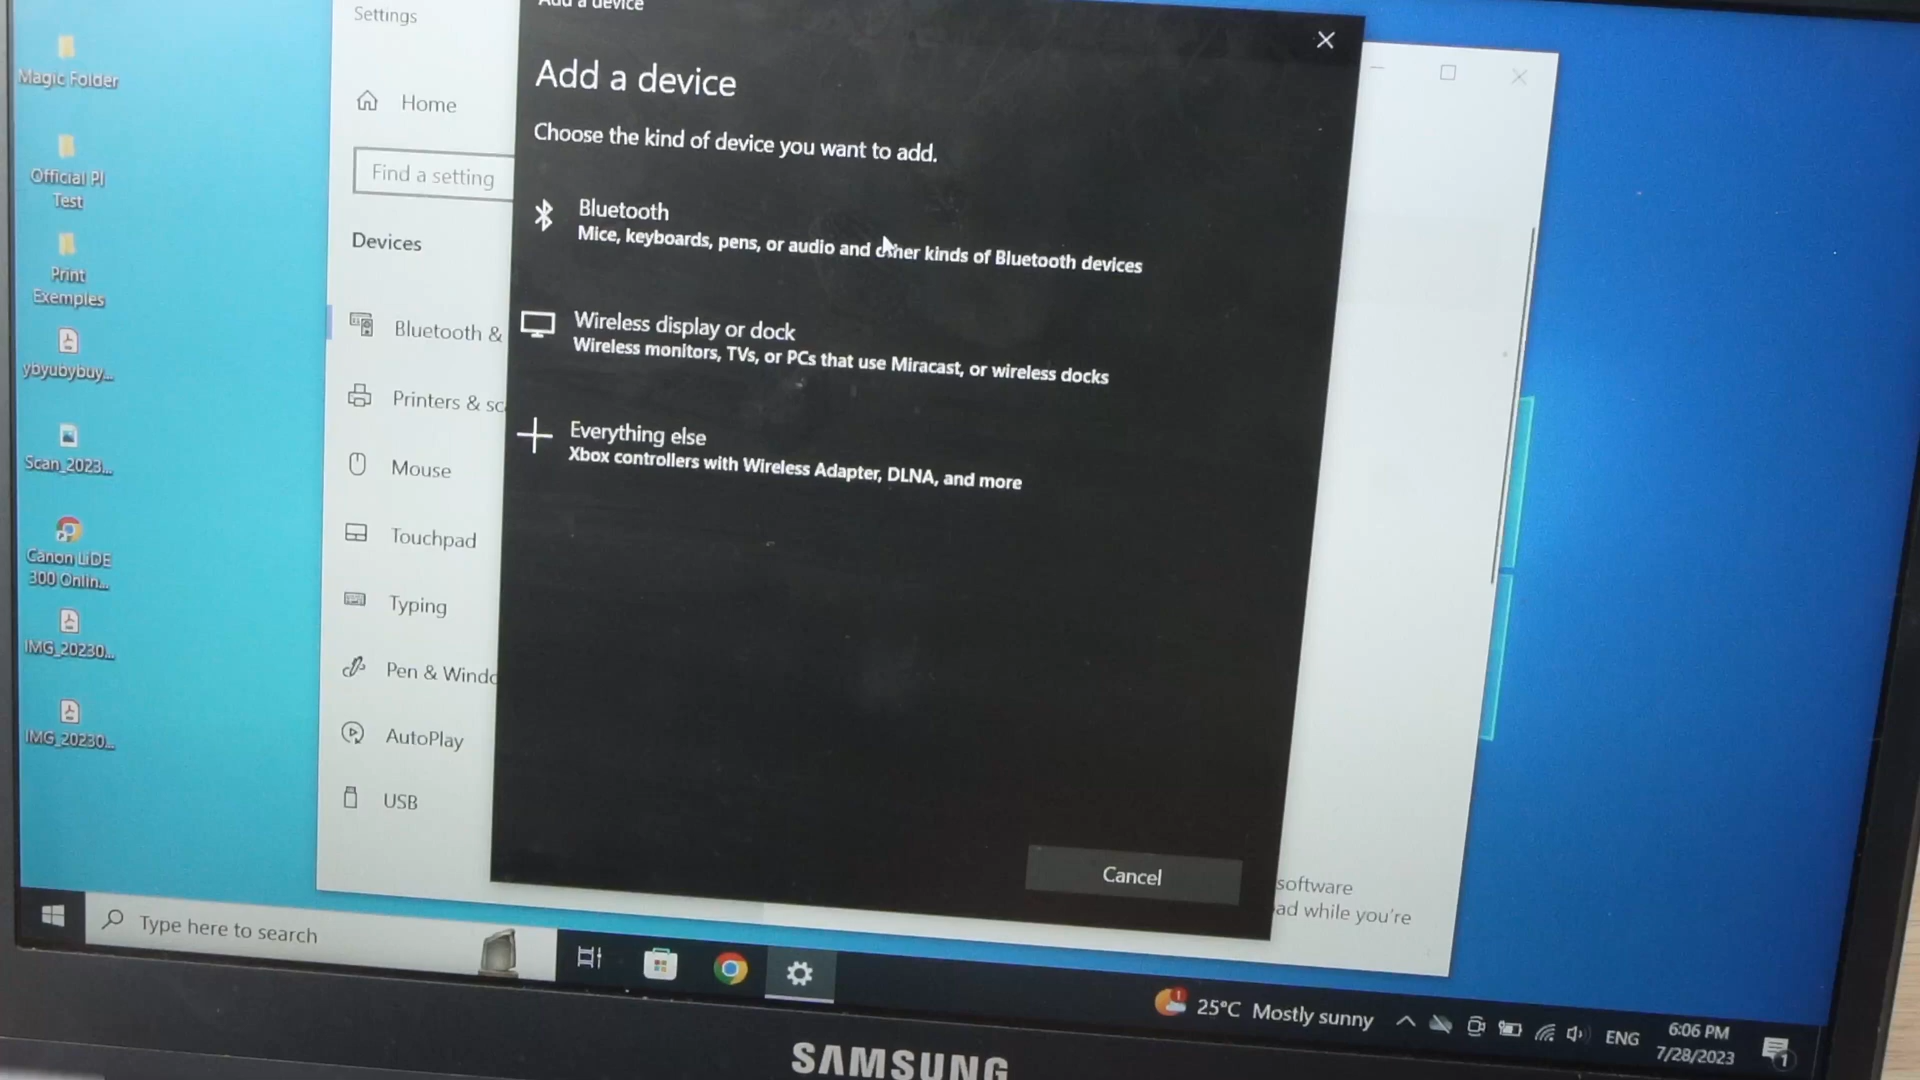 Magic Folder
Official PI
Test
Print
Exemples
ybyubybuy...
Scan_2023...
Canon LiDE
300 Onlin...
IMG_20230...
IMG_20230...
Settings
Home
Find a setting
Devices
Bluetooth &
Printers & sc
Mouse
Touchpad
Typing
Pen & Windo
AutoPlay
USB
Add a device
Add a device
Choose the kind of device you want to add.
Bluetooth
Mice, keyboards, pens, or audio and other kinds of Bluetooth devices
Wireless display or dock
Wireless monitors, TVs, or PCs that use Miracast, or wireless docks
Everything else
Xbox controllers with Wireless Adapter, DLNA, and more
Cancel
software
ad while you're
Type here to search
1
25°C Mostly sunny
ENG
6:06 PM
7/28/2023
1
SAMSUNG